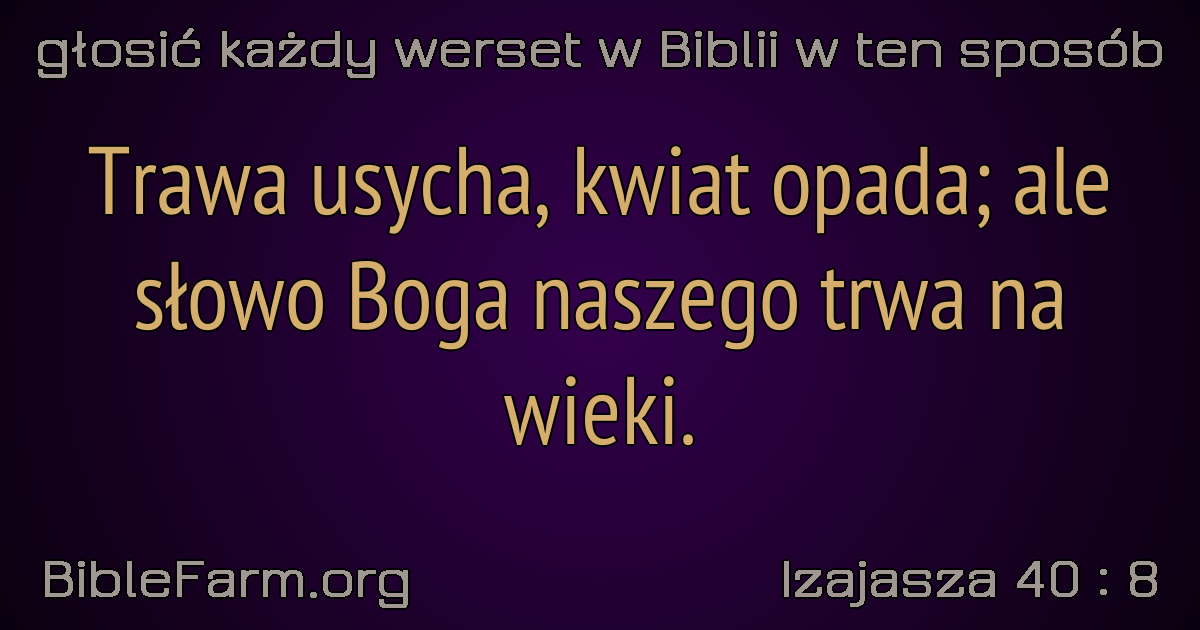 głosić każdy werset w Biblii w ten sposób
Trawa usycha, kwiat opada; ale
słowo Boga naszego trwa na
wieki.
BibleFarm.org
Izajasza 40 : 8